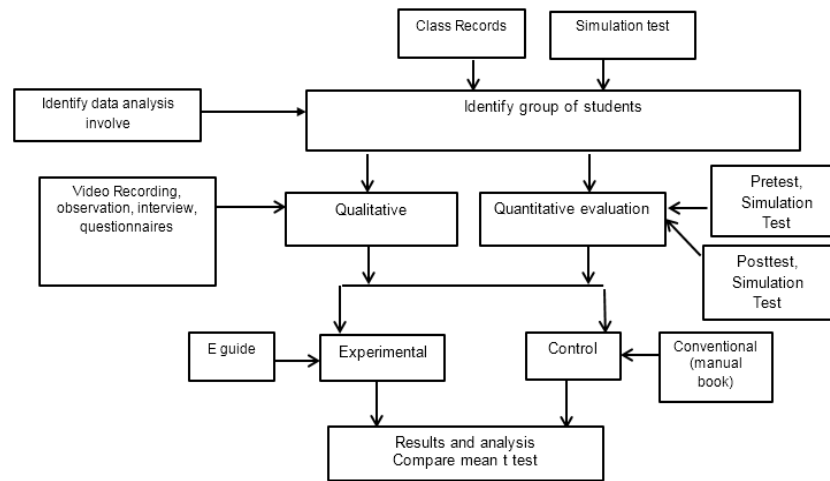 Class Records
Simulation test
Identify data analysis
involve
Identify group of students
Video Recording,
observation, interview,
questionnaires
Qualitative
Quantitative evaluation
Pretest,
Simulation
Test
Posttest,
Simulation
Test
E guide
Experimental
Control
Conventional
(manual
book)
Results and analysis
Compare mean t test